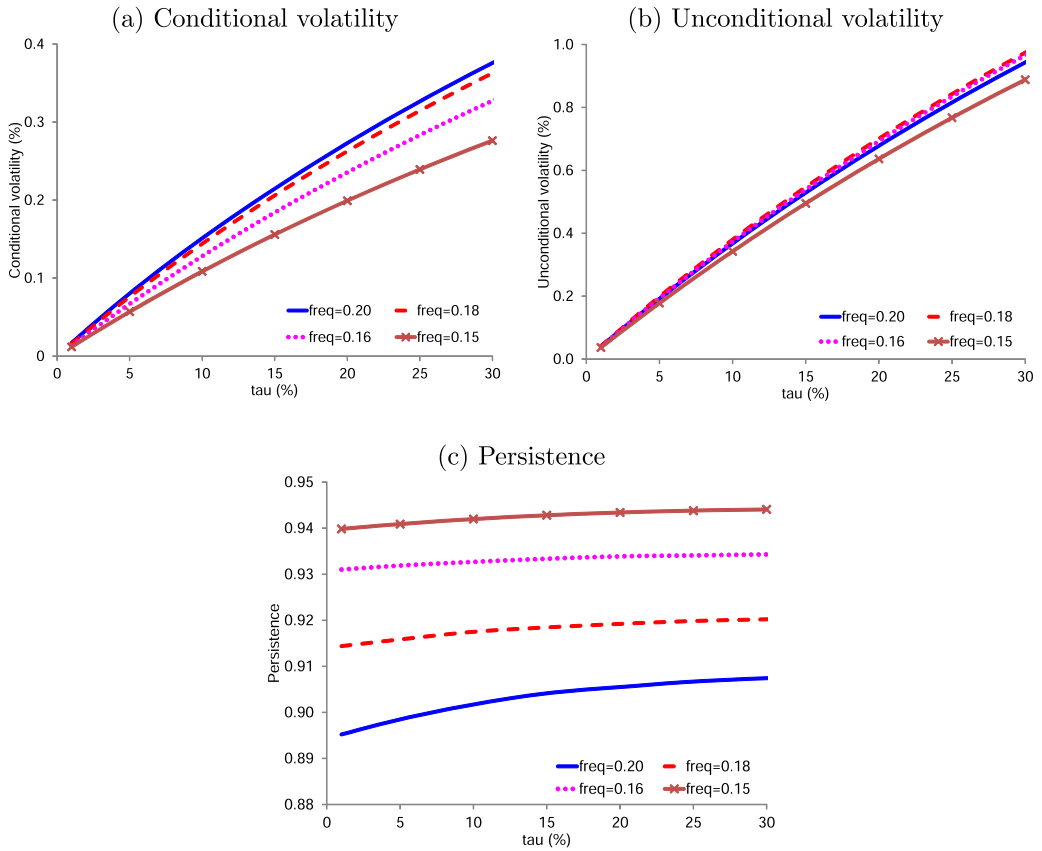 (a) Conditional volatility
Conditional volatility (%)
0.4
0.3
0.2
0.1
0
0 5 10 15 20 25 30
tau (%)
freq=0.20 freq=0.18
freq=0.16 freq=0.15
(b) Unconditional volatility
Unconditional volatility (%)
1.0
0.8
0.6
0.4
0.2
0.0
0 5 10 15 20 25 30
tau (%)
freq=0.20 freq=0.18
freq=0.16 freq=0.15
(c) Persistence
Persistence
0.95
0.94
0.93
0.92
0.91
0.90
0.89
0.88
0 5 10 15 20 25 30
tau (%)
freq=0.20 freq=0.18
freq=0.16 freq=0.15